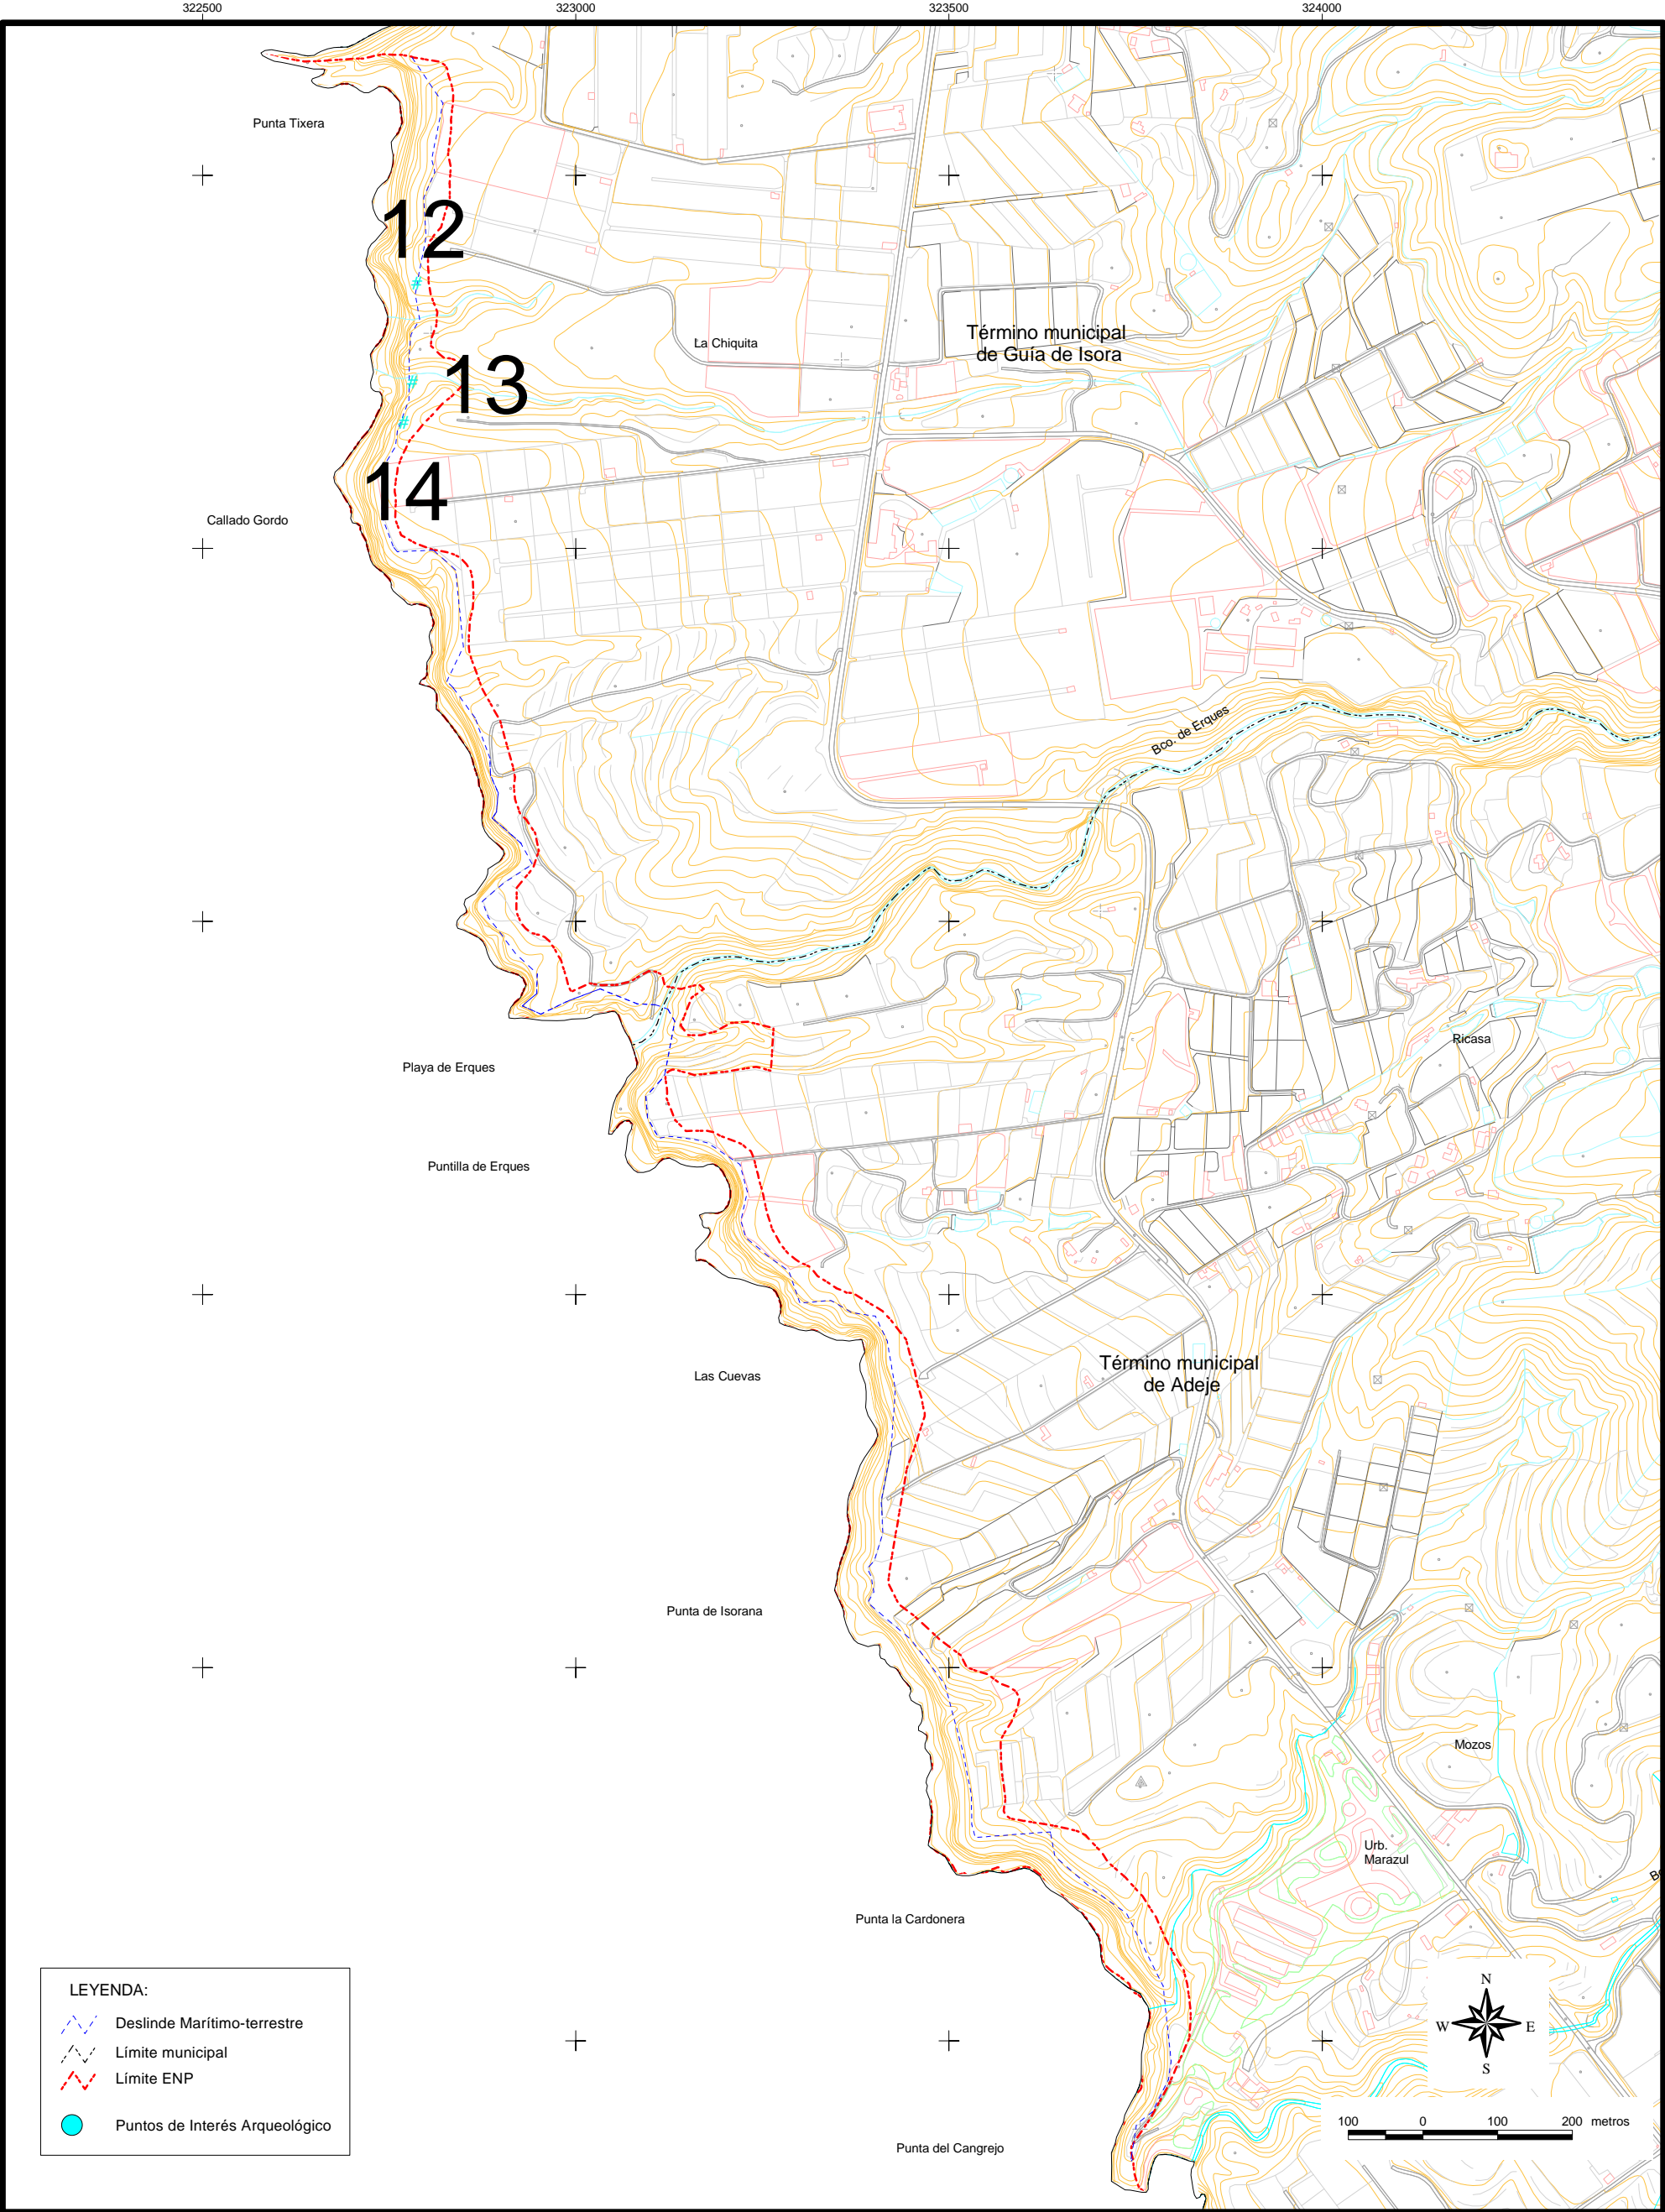 322500
323000
323500
324000
Punta Tixera
12
Término municipal
de Guía de Isora
La Chiquita
13
14
Callado Gordo
Bco. de Erques
Ricasa
Playa de Erques
Puntilla de Erques
Término municipal
de Adeje
Las Cuevas
Punta de Isorana
Mozos
Urb.
Marazul
Punta la Cardonera
LEYENDA:
Deslinde Marítimo-terrestre
Límite municipal
Límite ENP
Puntos de Interés Arqueológico
N
W
E
S
100 0 100 200 metros
Punta del Cangrejo